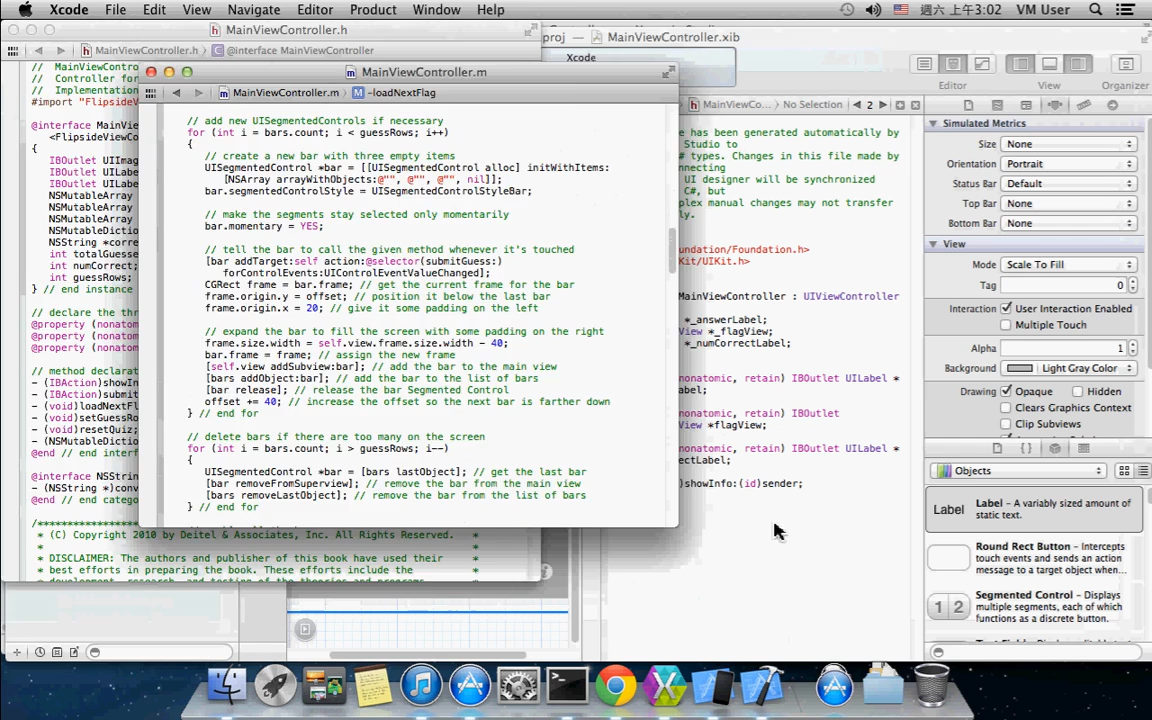 Xcode File Edit View Navigate Editor Product Window Help
週六 上午3:02 VM User
MainViewController.h
MainViewController.h @interface MainViewController
// MainViewController
// Controller for
// Implementation
#import "Flipside
@interface MainVie
<FlipsideViewCo
{
IBOutlet UIImag
IBOutlet UILabe
IBOutlet UILabe
NSMutableArray
NSMutableArray
NSMutableDictio
NSString *corre
int totalGuesse
int numCorrect;
int guessRows;
} // end instance
// declare the thr
@property (nonatom
@property (nonatom
@property (nonatom
// method declarat
- (IBAction)showIn
- (IBAction)submit
- (void)loadNextFl
- (void)setGuessRo
- (void)resetQuiz;
- (NSMutableDictio
@end // end interf
@interface NSStrin
- (NSString *)conv
@end // end catego
/*****************************
* (C) Copyright 2010 by Deitel & Associates, Inc. All Rights Reserved. *
* *
* DISCLAIMER: The authors and publisher of this book have used their *
* best efforts in preparing the book. These efforts include the *
* development, research, and testing of the theories and programs
MainViewController.m
MainViewController.m -loadNextFlag
// add new UISegmentedControls if necessary
for (int i = bars.count; i < guessRows; i++)
{
// create a new bar with three empty items
UISegmentedControl *bar = [[UISegmentedControl alloc] initWithItems:
[NSArray arrayWithObjects:@"", @"", @"", nil]];
bar.segmentedControlStyle = UISegmentedControlStyleBar;
// make the segments stay selected only momentarily
bar.momentary = YES;
// tell the bar to call the given method whenever it's touched
[bar addTarget:self action:@selector(submitGuess:)
forControlEvents:UIControlEventValueChanged];
CGRect frame = bar.frame; // get the current frame for the bar
frame.origin.y = offset; // position it below the last bar
frame.origin.x = 20; // give it some padding on the left
// expand the bar to fill the screen with some padding on the right
frame.size.width = self.view.frame.size.width - 40;
bar.frame = frame; // assign the new frame
[self.view addSubview:bar]; // add the bar to the main view
[bars addObject:bar]; // add the bar to the list of bars
[bar release]; // release the bar Segmented Control
offset += 40; // increase the offset so the next bar is farther down
} // end for
// delete bars if there are too many on the screen
for (int i = bars.count; i > guessRows; i--)
{
UISegmentedControl *bar = [bars lastObject]; // get the last bar
[bar removeFromSuperview]; // remove the bar from the main view
[bars removeLastObject]; // remove the bar from the list of bars
} // end for
proj — MainViewController.xib
Xcode
Editor View Organizer
MainViewCo... No Selection 2
e has been generated automatically by
Studio to
# types. Changes in this file made by
nnecting
UI designer will be synchronized
C#, but
plex manual changes may not transfer
ly.
undation/Foundation.h>
Kit/UIKit.h>
MainViewController : UIViewController
*_answerLabel;
View *_flagView;
*_numCorrectLabel;
nonatomic, retain) IBOutlet UILabel *
abel;
nonatomic, retain) IBOutlet
View *flagView;
nonatomic, retain) IBOutlet UILabel *
ectLabel;
)showInfo:(id)sender;
Simulated Metrics
Size None
Orientation Portrait
Status Bar Default
Top Bar None
Bottom Bar None
View
Mode Scale To Fill
Tag 0
Interaction User Interaction Enabled
Multiple Touch
Alpha 1
Background Light Gray Color
Drawing Opaque Hidden
Clears Graphics Context
Clip Subviews
Objects
Label Label – A variably sized amount of
static text.
Round Rect Button – Intercepts
touch events and sends an action
message to a target object when...
1 2 Segmented Control – Displays
multiple segments, each of which
functions as a discrete button.